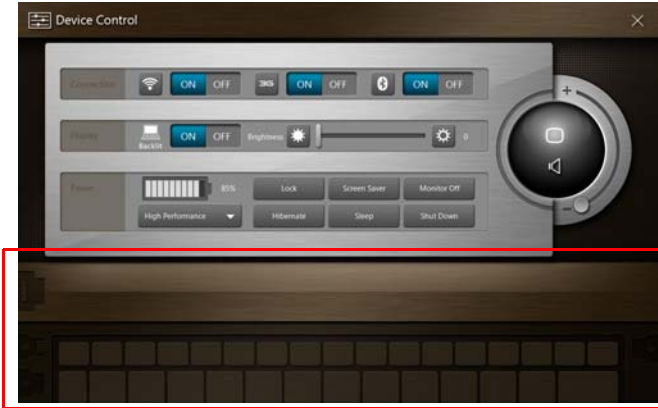 Device Control
Connection ON OFF 3G ON OFF ON OFF
Display Backlit ON OFF Brightness 0
Power 85% Lock Screen Saver Monitor Off
High Performance Hibernate Sleep Shut Down